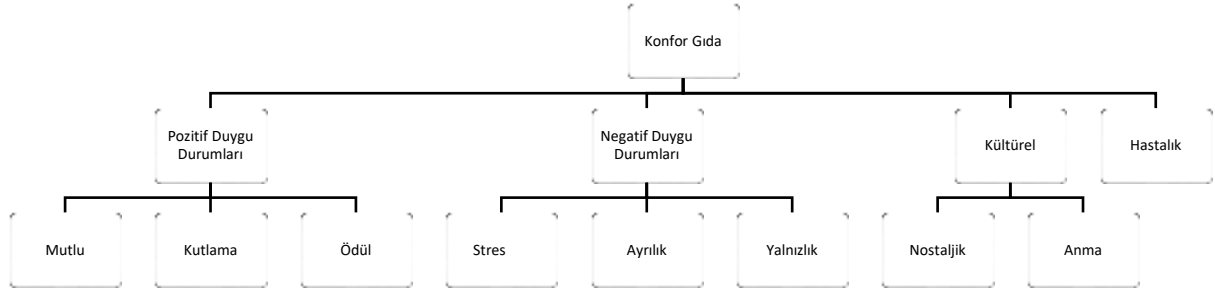 Konfor Gıda
Pozitif Duygu
Durumları
Negatif Duygu
Durumları
Kültürel
Hastalık
Mutlu
Kutlama
Ödül
Stres
Ayrılık
Yalnızlık
Nostaljik
Anma